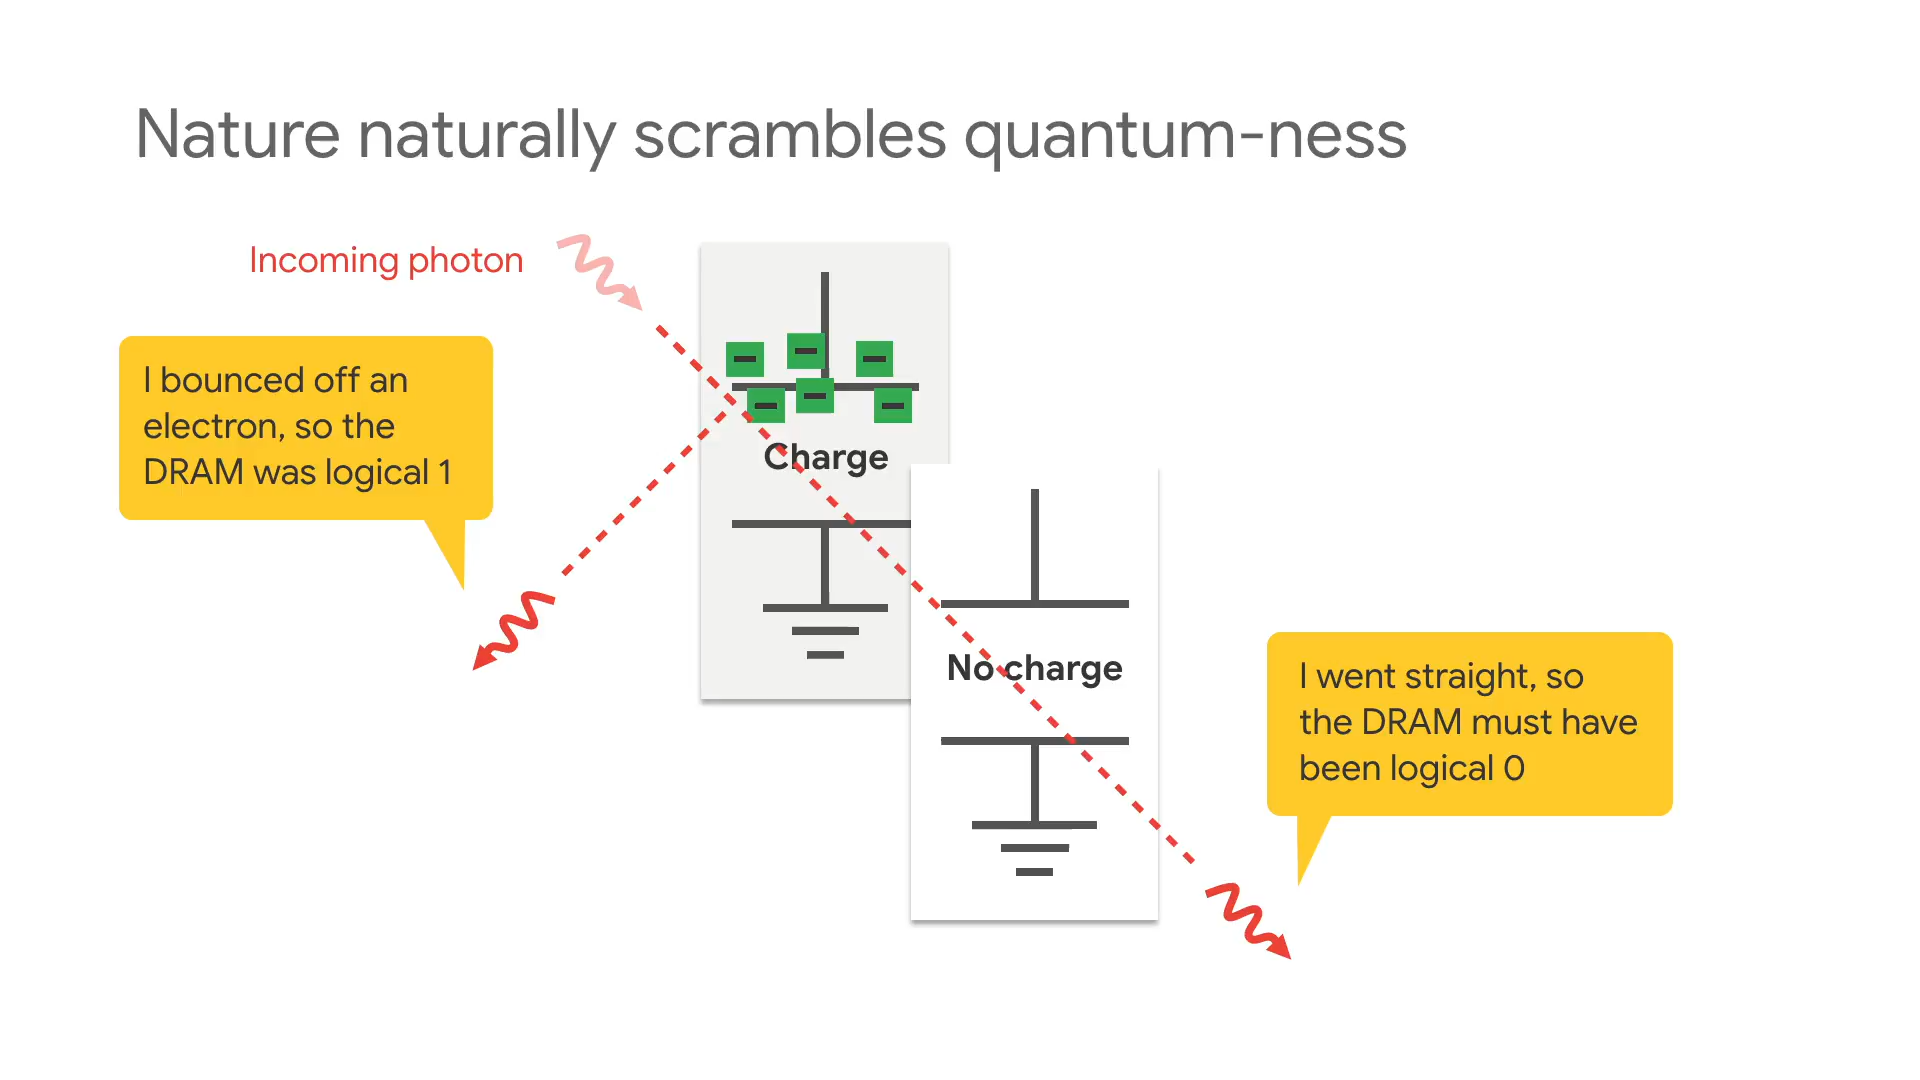 Nature naturally scrambles quantum-ness
Incoming photon
I bounced off an
electron, so the
DRAM was logical 1
Charge
No charge
I went straight, so
the DRAM must have
been logical 0